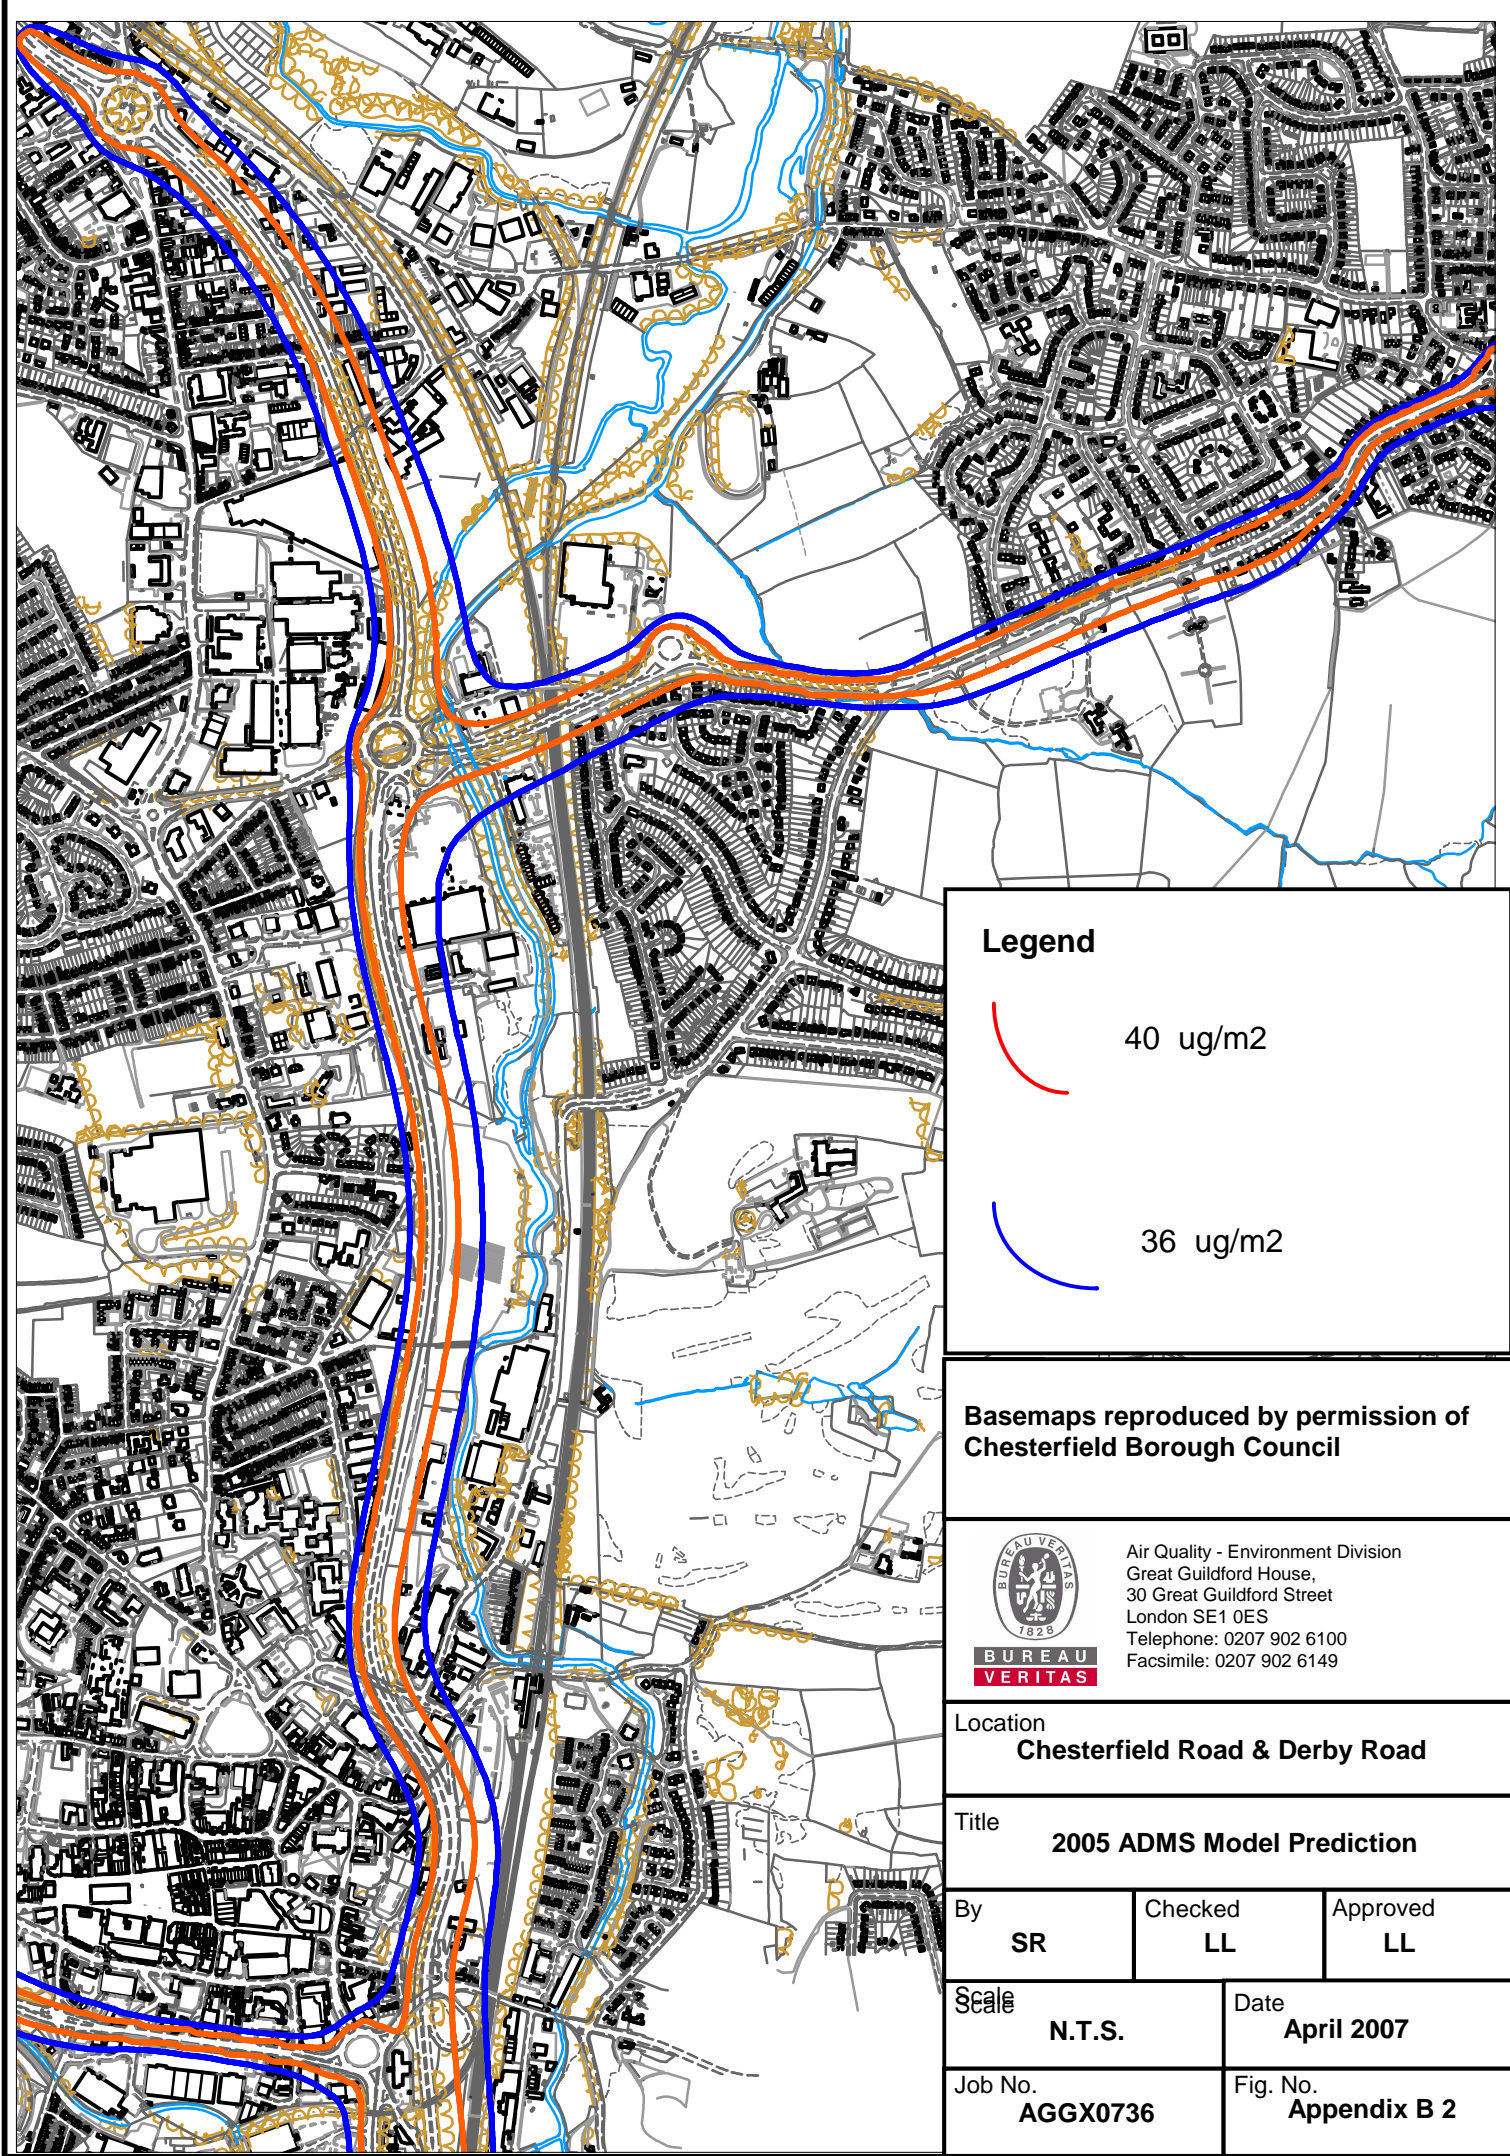 Legend
40 ug/m2
36 ug/m2
Basemaps reproduced by permission of
Chesterfield Borough Council
BUREAU VERITAS
1828
BUREAU
VERITAS
Air Quality - Environment Division
Great Guildford House,
30 Great Guildford Street
London SE1 0ES
Telephone: 0207 902 6100
Facsimile: 0207 902 6149
Location
Chesterfield Road & Derby Road
Title
2005 ADMS Model Prediction
By
SR
Checked
LL
Approved
LL
Scale
Scale
N.T.S.
Date
April 2007
Job No.
AGGX0736
Fig. No.
Appendix B 2